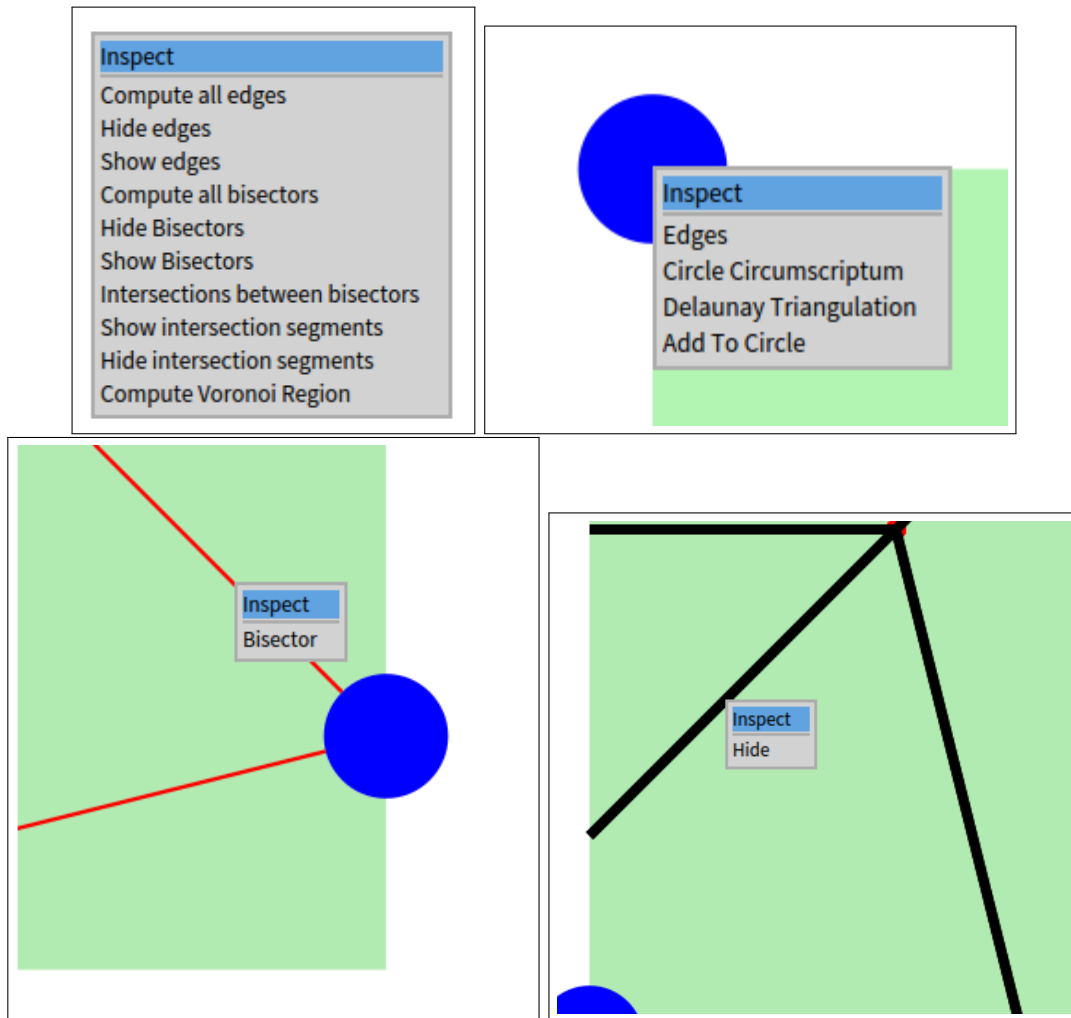 Inspect
Compute all edges
Hide edges
Show edges
Compute all bisectors
Hide Bisectors
Show Bisectors
Intersections between bisectors
Show intersection segments
Hide intersection segments
Compute Voronoi Region
Inspect
Edges
Circle Circumscriptum
Delaunay Triangulation
Add To Circle
Inspect
Bisector
Inspect
Hide